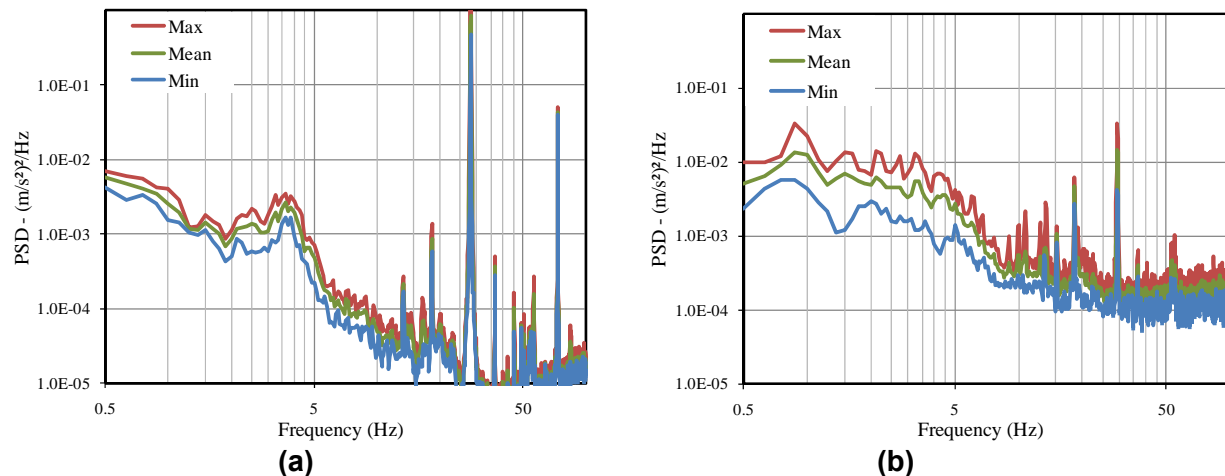 Max
Mean
Min
1.0E-01
1.0E-02
1.0E-03
1.0E-04
1.0E-05
PSD - (m/s²)²/Hz
0.5
5
50
Frequency (Hz)
(a)
Max
Mean
Min
1.0E-01
1.0E-02
1.0E-03
1.0E-04
1.0E-05
PSD - (m/s²)²/Hz
0.5
5
50
Frequency (Hz)
(b)